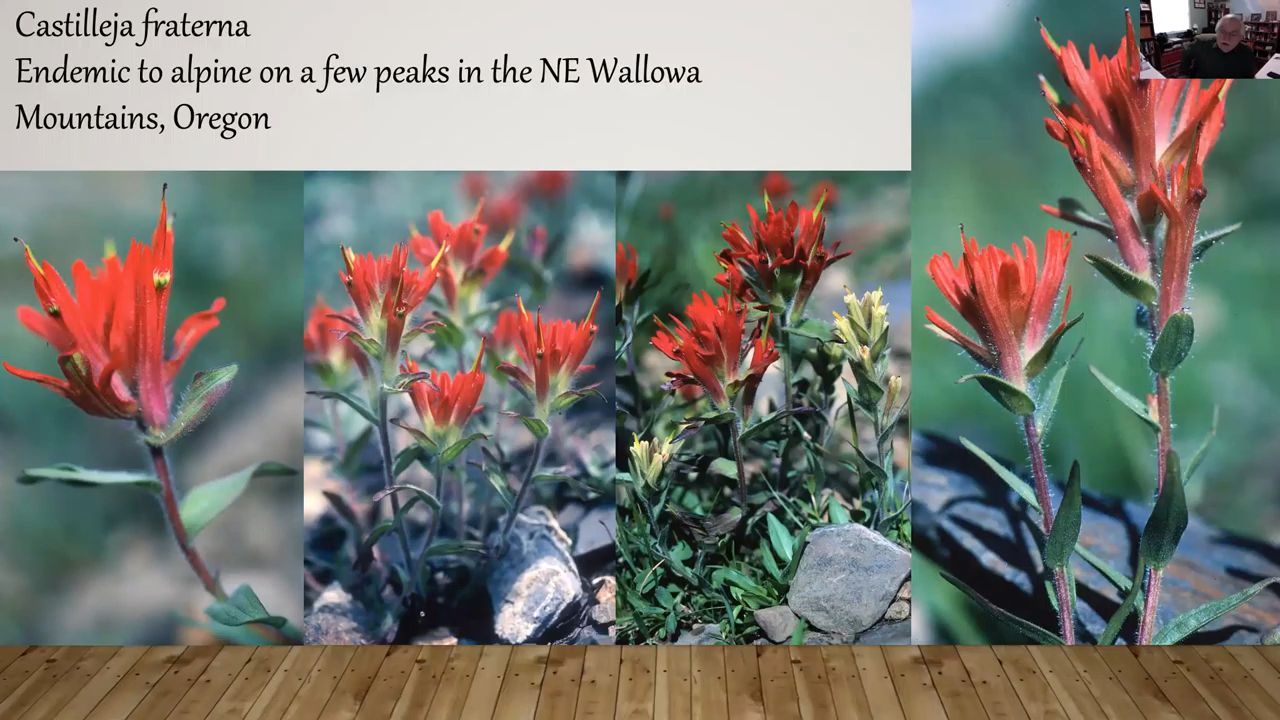 Castilleja fraterna
Endemic to alpine on a few peaks in the NE Wallowa
Mountains, Oregon